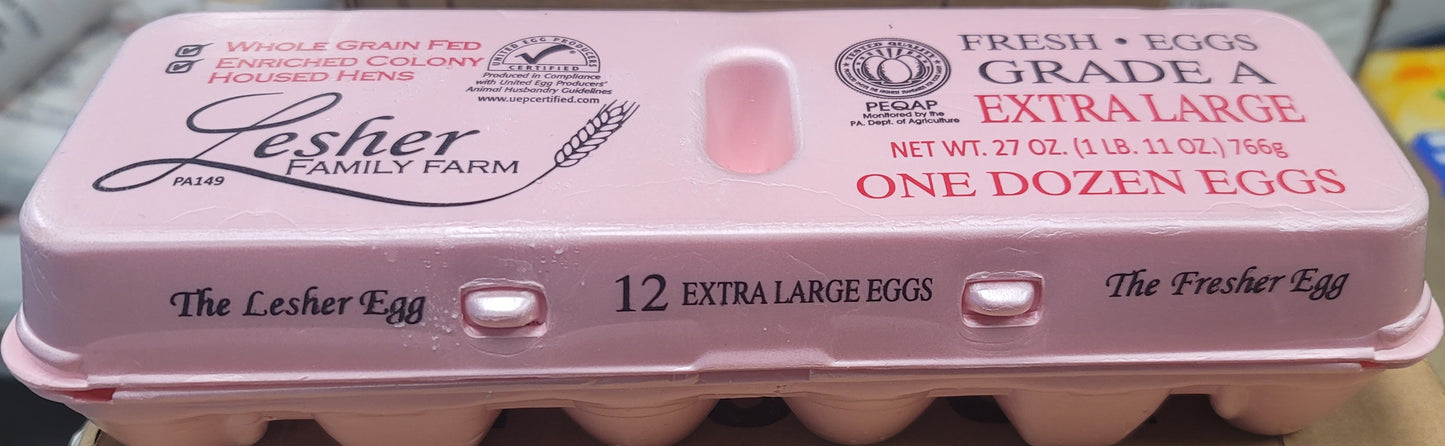 WHOLE GRAIN FED
ENRICHED COLONY
HOUSED HENS
UNITED EGG PRODUCERS
CERTIFIED
Produced in Compliance
with United Egg Producers'
Animal Husbandry Guidelines
www.uepcertified.com
Lesher
FAMILY FARM
PA149
PEQAP
Monitored by the
PA. Dept. of Agriculture
FRESH • EGGS
GRADE A
EXTRA LARGE
NET WT. 27 OZ. (1 LB. 11 OZ.) 766g
ONE DOZEN EGGS
The Lesher Egg
12 EXTRA LARGE EGGS
The Fresher Egg